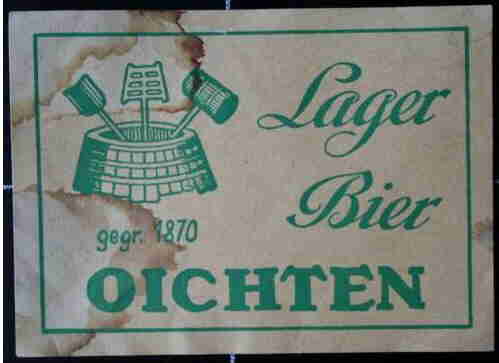 Lager
Bier
gegr. 1870
OICHTEN